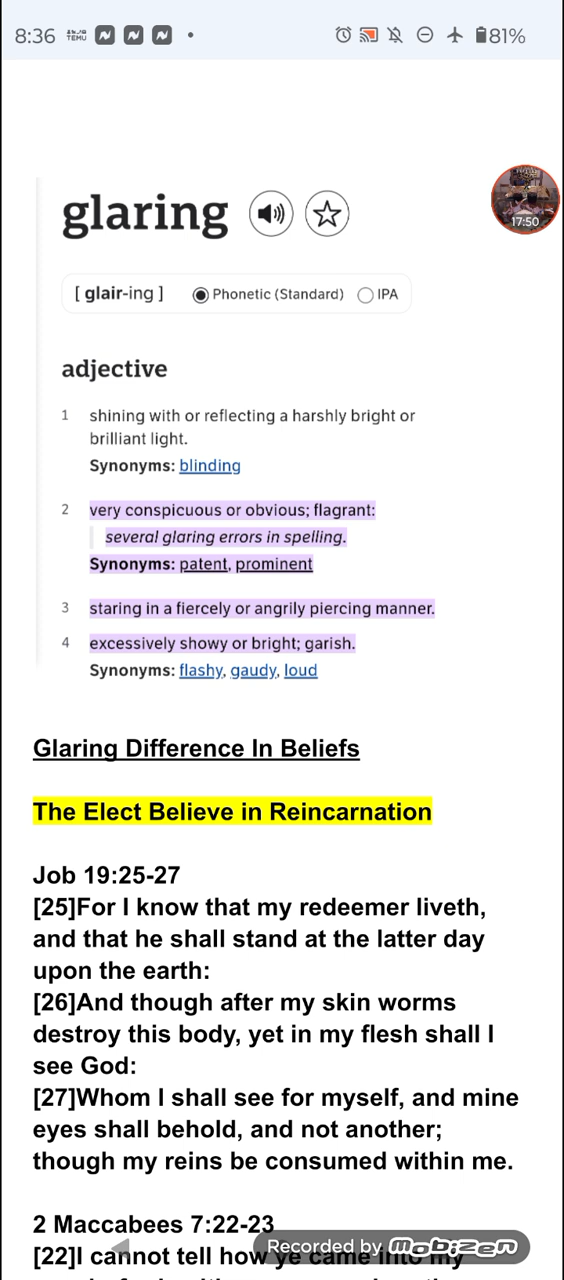 8:36 TEMU 81%
glaring
17:50
[ glair-ing ] Phonetic (Standard) IPA
adjective
1 shining with or reflecting a harshly bright or
brilliant light.
Synonyms: blinding
2 very conspicuous or obvious; flagrant:
several glaring errors in spelling.
Synonyms: patent, prominent
3 staring in a fiercely or angrily piercing manner.
4 excessively showy or bright; garish.
Synonyms: flashy, gaudy, loud
Glaring Difference In Beliefs
The Elect Believe in Reincarnation
Job 19:25-27
[25]For I know that my redeemer liveth,
and that he shall stand at the latter day
upon the earth:
[26]And though after my skin worms
destroy this body, yet in my flesh shall I
see God:
[27]Whom I shall see for myself, and mine
eyes shall behold, and not another;
though my reins be consumed within me.
2 Maccabees 7:22-23
Recorded by Mobizen
[22]I cannot tell how ye came into my